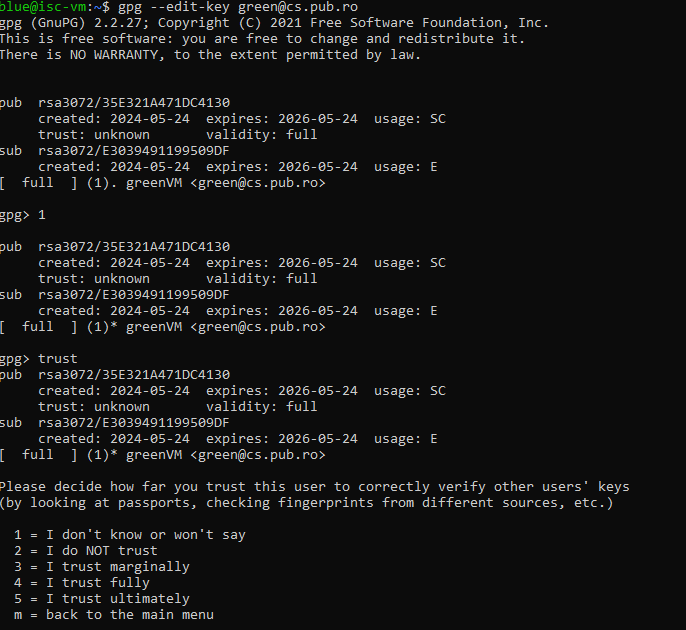 blue@isc-vm:~$ gpg --edit-key green@cs.pub.ro
gpg (GnuPG) 2.2.27; Copyright (C) 2021 Free Software Foundation, Inc.
This is free software: you are free to change and redistribute it.
There is NO WARRANTY, to the extent permitted by law.
pub  rsa3072/35E321A471DC4130
     created: 2024-05-24  expires: 2026-05-24  usage: SC
     trust: unknown       validity: full
sub  rsa3072/E3039491199509DF
     created: 2024-05-24  expires: 2026-05-24  usage: E
[  full  ] (1). greenVM <green@cs.pub.ro>
gpg> 1
pub  rsa3072/35E321A471DC4130
     created: 2024-05-24  expires: 2026-05-24  usage: SC
     trust: unknown       validity: full
sub  rsa3072/E3039491199509DF
     created: 2024-05-24  expires: 2026-05-24  usage: E
[  full  ] (1)* greenVM <green@cs.pub.ro>
gpg> trust
pub  rsa3072/35E321A471DC4130
     created: 2024-05-24  expires: 2026-05-24  usage: SC
     trust: unknown       validity: full
sub  rsa3072/E3039491199509DF
     created: 2024-05-24  expires: 2026-05-24  usage: E
[  full  ] (1)* greenVM <green@cs.pub.ro>
Please decide how far you trust this user to correctly verify other users' keys
(by looking at passports, checking fingerprints from different sources, etc.)
  1 = I don't know or won't say
  2 = I do NOT trust
  3 = I trust marginally
  4 = I trust fully
  5 = I trust ultimately
  m = back to the main menu